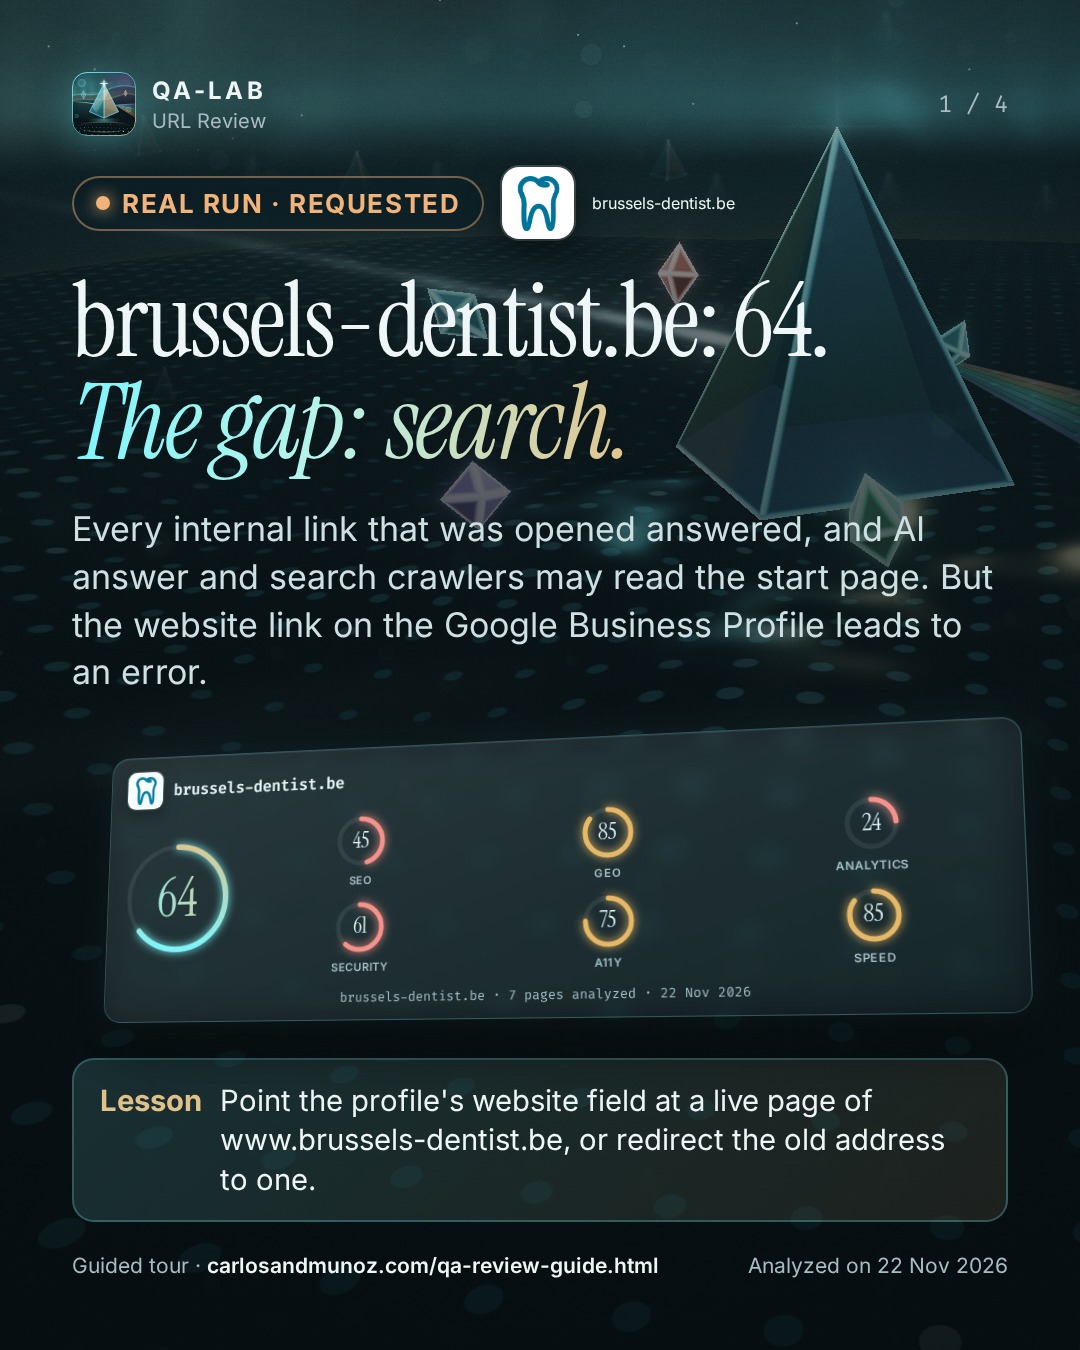 QA-LAB
URL Review
1 / 4
REAL RUN · REQUESTED
brussels-dentist.be
brussels-dentist.be: 64.
The gap: search.
Every internal link that was opened answered, and AI
answer and search crawlers may read the start page. But
the website link on the Google Business Profile leads to
an error.
brussels-dentist.be
64
45
SEO
85
GEO
24
ANALYTICS
61
SECURITY
75
A11Y
85
SPEED
brussels-dentist.be · 7 pages analyzed · 22 Nov 2026
Lesson
Point the profile's website field at a live page of
www.brussels-dentist.be, or redirect the old address
to one.
Guided tour · carlosandmunoz.com/qa-review-guide.html
Analyzed on 22 Nov 2026